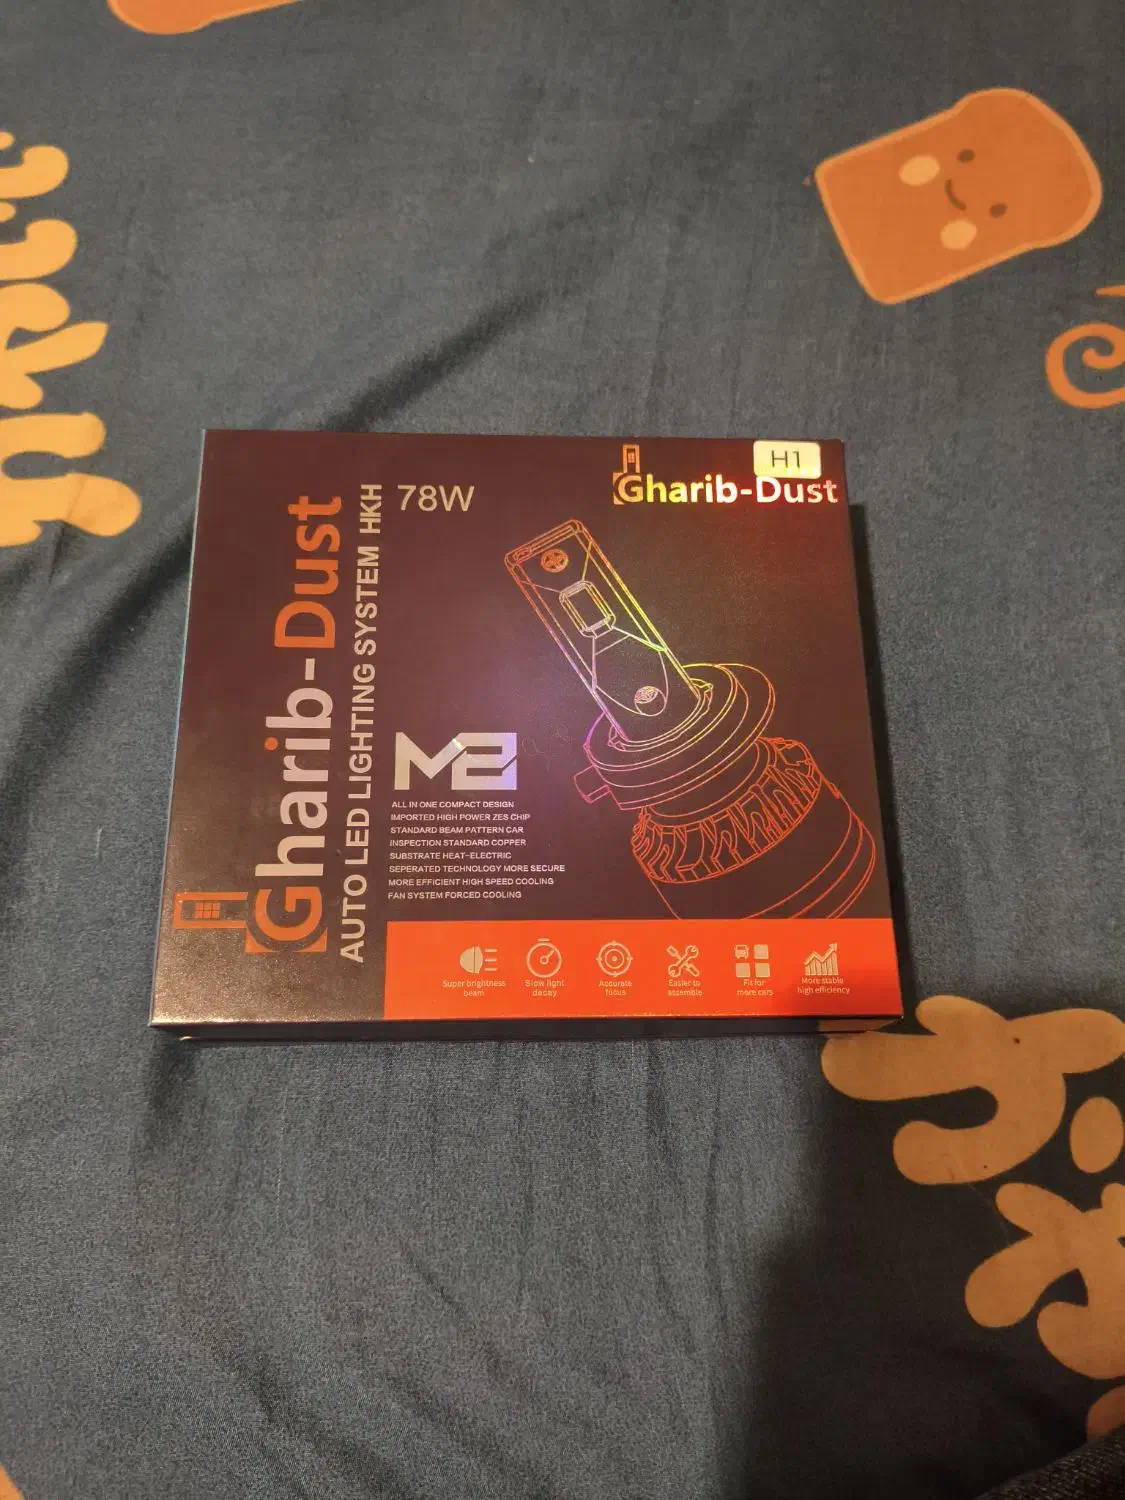 H1
Gharib-Dust
78W
Gharib-Dust
AUTO LED LIGHTING SYSTEM HKH
M2
ALL IN ONE COMPACT DESIGN
IMPORTED HIGH POWER ZES CHIP
STANDARD BEAM PATTERN CAR
INSPECTION STANDARD COPPER
SUBSTRATE HEAT-ELECTRIC
SEPERATED TECHNOLOGY MORE SECURE
MORE EFFICIENT HIGH SPEED COOLING
FAN SYSTEM FORCED COOLING
Super brightness
beam
Slow light
decay
Accurate
focus
Easier to
assemble
Fit for
more cars
More stable
high efficiency